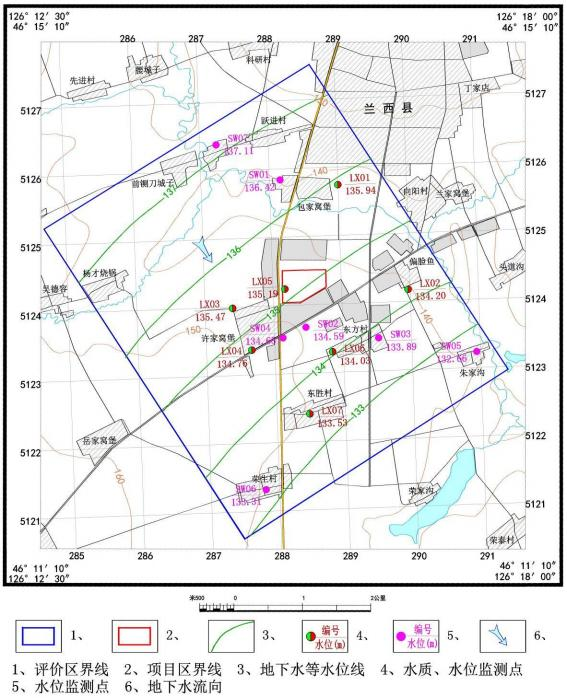 126° 12′ 30″
46° 15′ 10″
126° 18′ 00″
46° 15′ 10″
286 287 288 289 290 291
先进村
腰城子
科研村
丁家店
兰西县
5127
5127
跃进村
SW07
137.11
前铡刀城子
SW01
136.42
LX01
135.94
5126
5126
向阳村
兰家窝堡
包家窝堡
137
136
5125
5125
偏脸鱼
头道沟
杨才烧锅
吴德容
LX05
135.19
LX02
134.20
5124
5124
LX03
135.47
135
150
140
许家窝堡
SW04
SW02
134.59
东方村
SW03
133.89
LX04
134.76
LX06
134.03
SW05
132.66
朱家沟
5123
5123
134
东胜村
133
LX07
133.53
岳家窝堡
5122
5122
160
荣生村
SW06
荣家沟
荣泰村
5121
5121
285 286 287 288 289 290 291
46° 11′ 10″
126° 12′ 30″
46° 11′ 10″
126° 18′ 00″
米500 0 1 2公里
1、 2、 3、 编号 水位(m) 4、 编号 水位(m) 5、 6、
1、评价区界线 2、项目区界线 3、地下水等水位线 4、水质、水位监测点
5、水位监测点 6、地下水流向